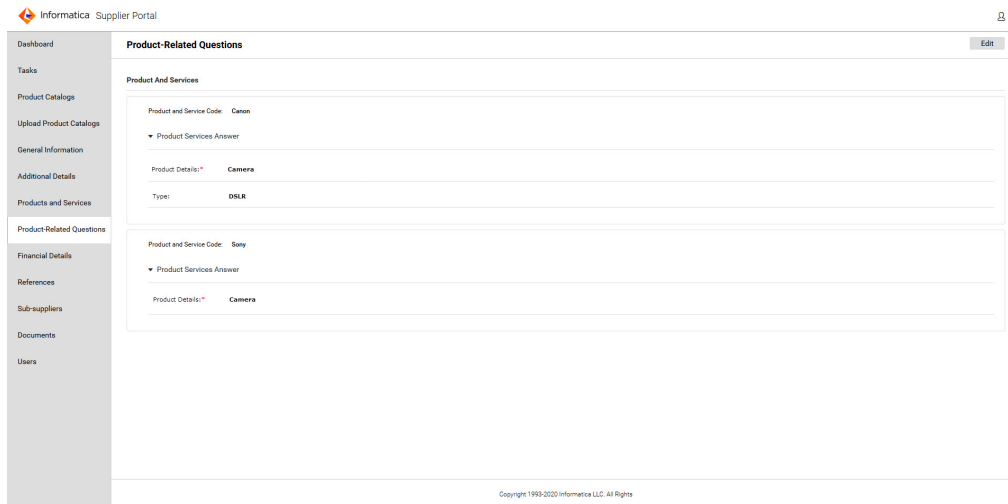 Informatica Supplier Portal
Dashboard
Tasks
Product Catalogs
Upload Product Catalogs
General Information
Additional Details
Products and Services
Product-Related Questions
Financial Details
References
Sub-suppliers
Documents
Users
Product-Related Questions
Edit
Product And Services
Product and Service Code: Canon
Product Services Answer
Product Details:* Camera
Type: DSLR
Product and Service Code: Sony
Product Services Answer
Product Details:* Camera
Copyright 1993-2020 Informatica LLC. All Rights